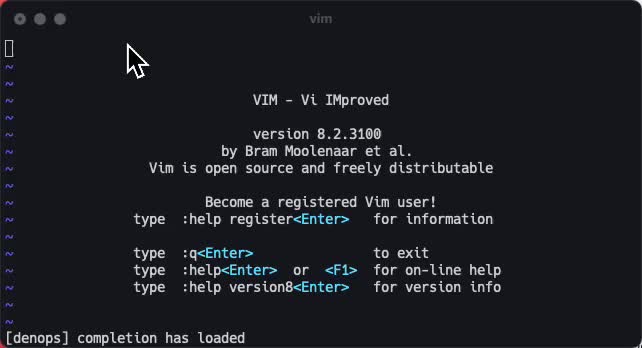 vim
~
~
~
VIM - Vi IMproved
~
~
version 8.2.3100
~
by Bram Moolenaar et al.
~
Vim is open source and freely distributable
~
~
Become a registered Vim user!
~
type :help register<Enter> for information
~
~
type :q<Enter> to exit
~
type :help<Enter> or <F1> for on-line help
~
type :help version8<Enter> for version info
~
~
[denops] completion has loaded